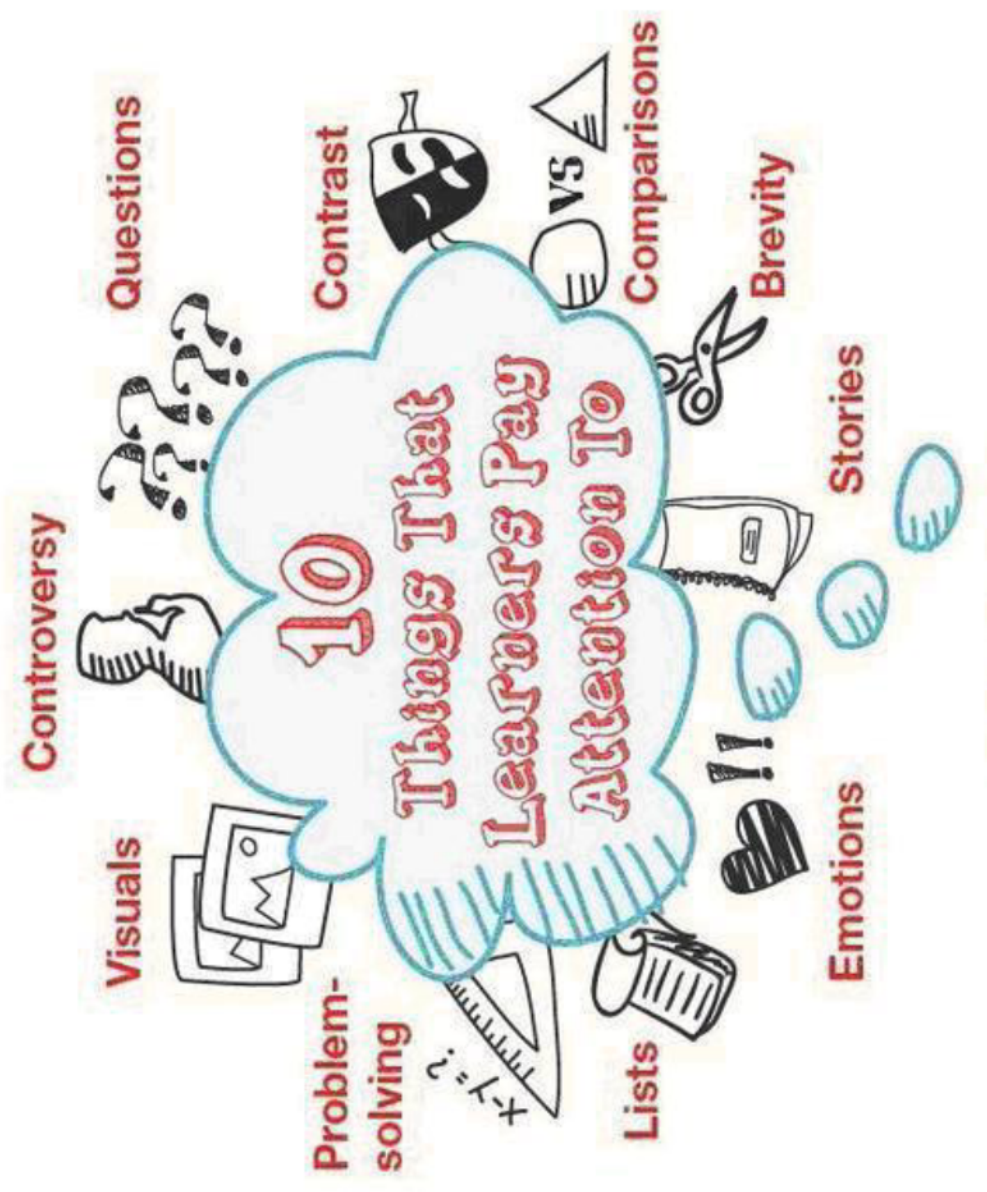 10
Things That
Learners Pay
Attention To
Controversy
Questions
Contrast
VS
Comparisons
Brevity
Stories
Emotions
Lists
x-y=?
Problem-
solving
Visuals